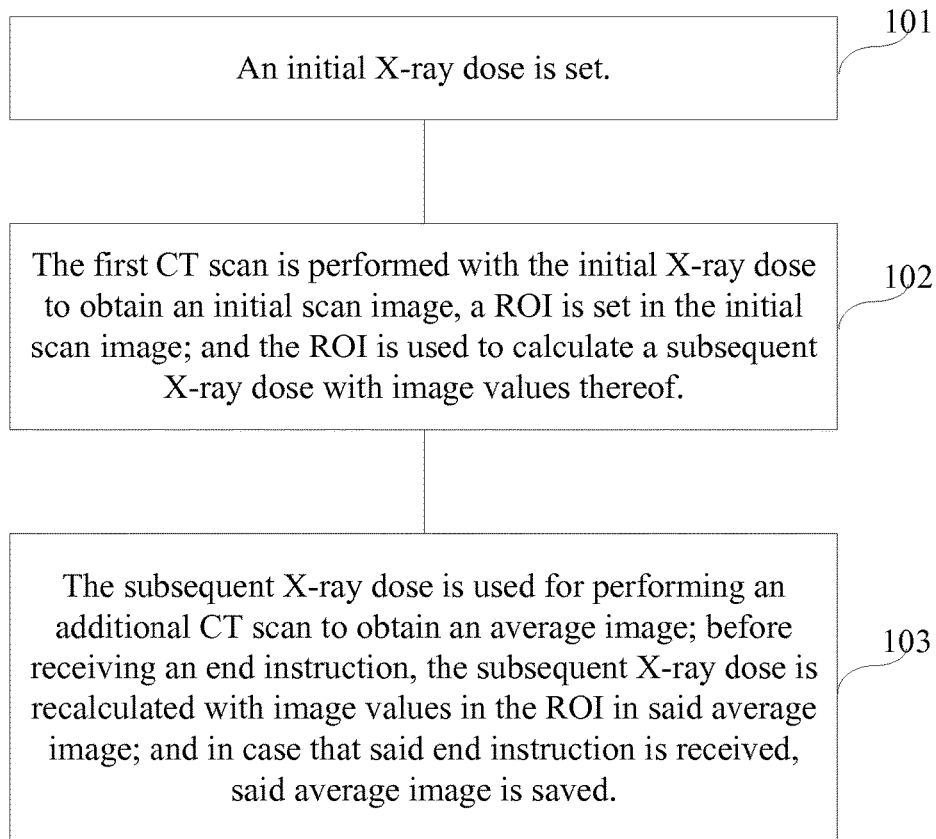 101
An initial X-ray dose is set.
The first CT scan is performed with the initial X-ray dose
to obtain an initial scan image, a ROI is set in the initial
scan image; and the ROI is used to calculate a subsequent
X-ray dose with image values thereof.
102
The subsequent X-ray dose is used for performing an
additional CT scan to obtain an average image; before
receiving an end instruction, the subsequent X-ray dose is
recalculated with image values in the ROI in said average
image; and in case that said end instruction is received,
said average image is saved.
103